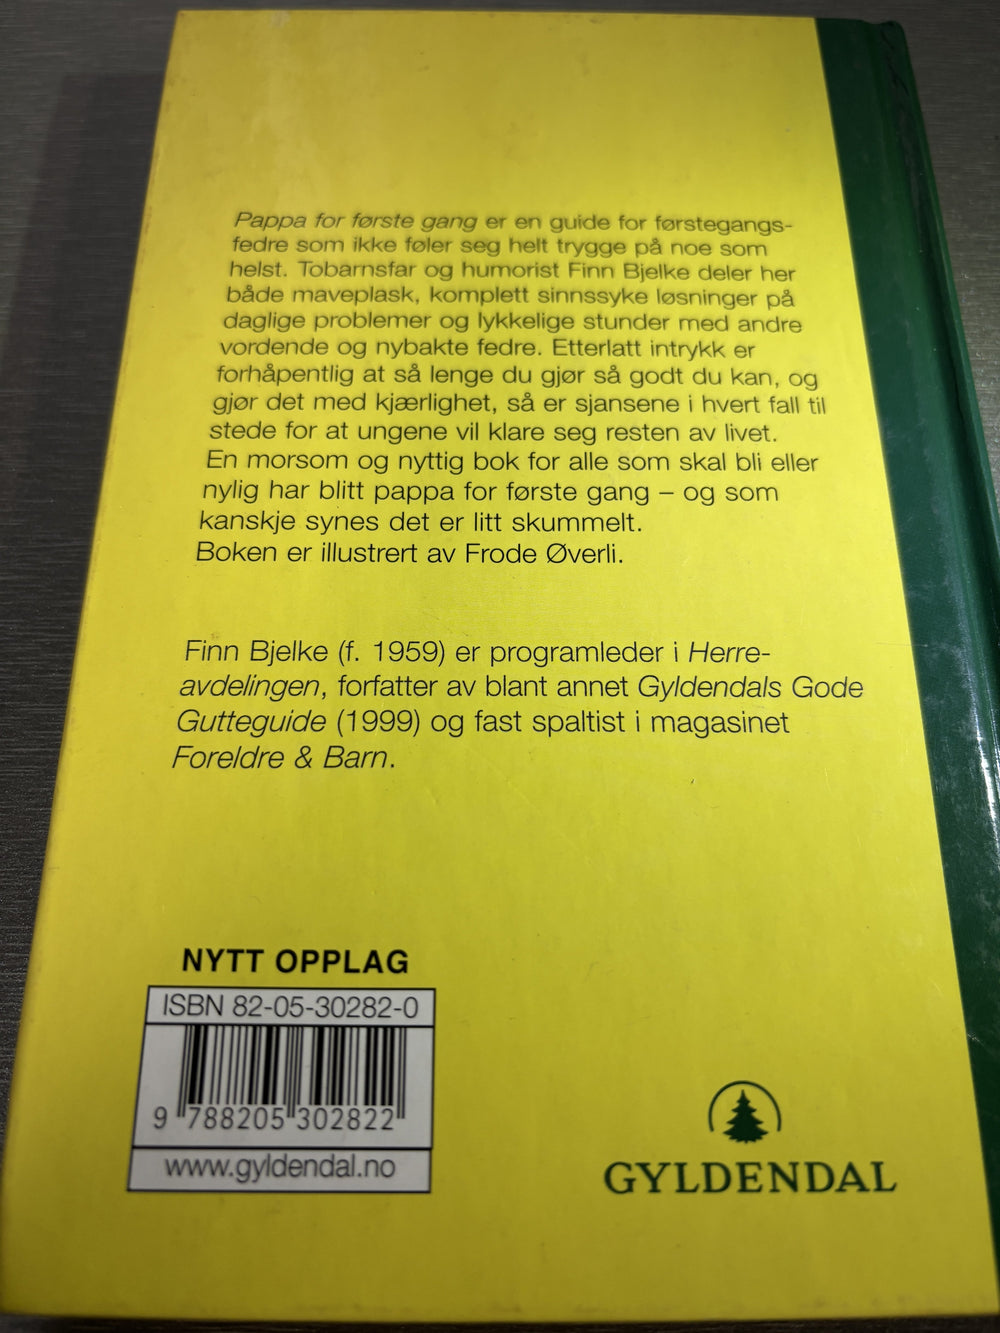 Pappa for første gang er en guide for førstegangs-
fedre som ikke føler seg helt trygge på noe som
helst. Tobarnsfar og humorist Finn Bjelke deler her
både maveplask, komplett sinnssyke løsninger på
daglige problemer og lykkelige stunder med andre
vordende og nybakte fedre. Etterlatt intrykk er
forhåpentlig at så lenge du gjør så godt du kan, og
gjør det med kjærlighet, så er sjansene i hvert fall til
stede for at ungene vil klare seg resten av livet.
En morsom og nyttig bok for alle som skal bli eller
nylig har blitt pappa for første gang – og som
kanskje synes det er litt skummelt.
Boken er illustrert av Frode Øverli.
Finn Bjelke (f. 1959) er programleder i Herre-
avdelingen, forfatter av blant annet Gyldendals Gode
Gutteguide (1999) og fast spaltist i magasinet
Foreldre & Barn.
NYTT OPPLAG
ISBN 82-05-30282-0
9 788205 302822
www.gyldendal.no
GYLDENDAL